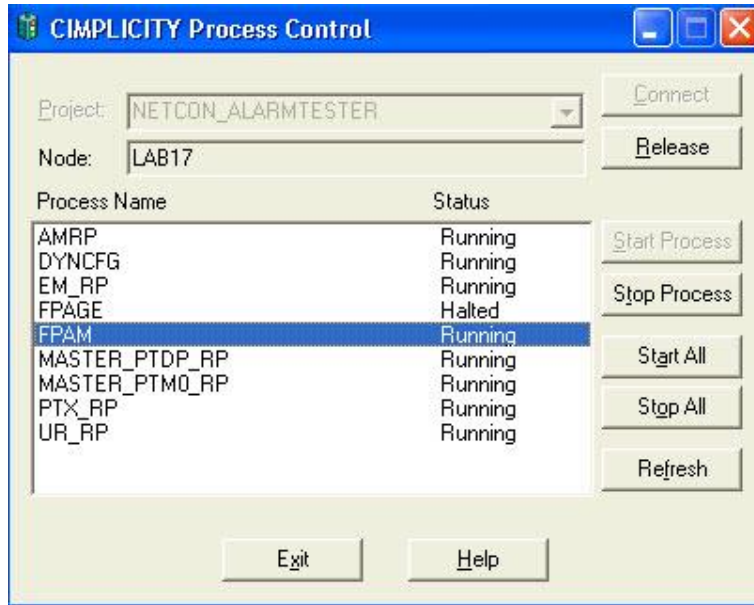 CIMPLICITY Process Control
Project: NETCON_ALARMTESTER
Connect
Node: LAB17
Release
Process Name Status
AMRP Running
Start Process
DYNCFG Running
EM_RP Running
Stop Process
FPAGE Halted
FPAM Running
Start All
MASTER_PTDP_RP Running
MASTER_PTM0_RP Running
Stop All
PTX_RP Running
UR_RP Running
Refresh
Exit Help